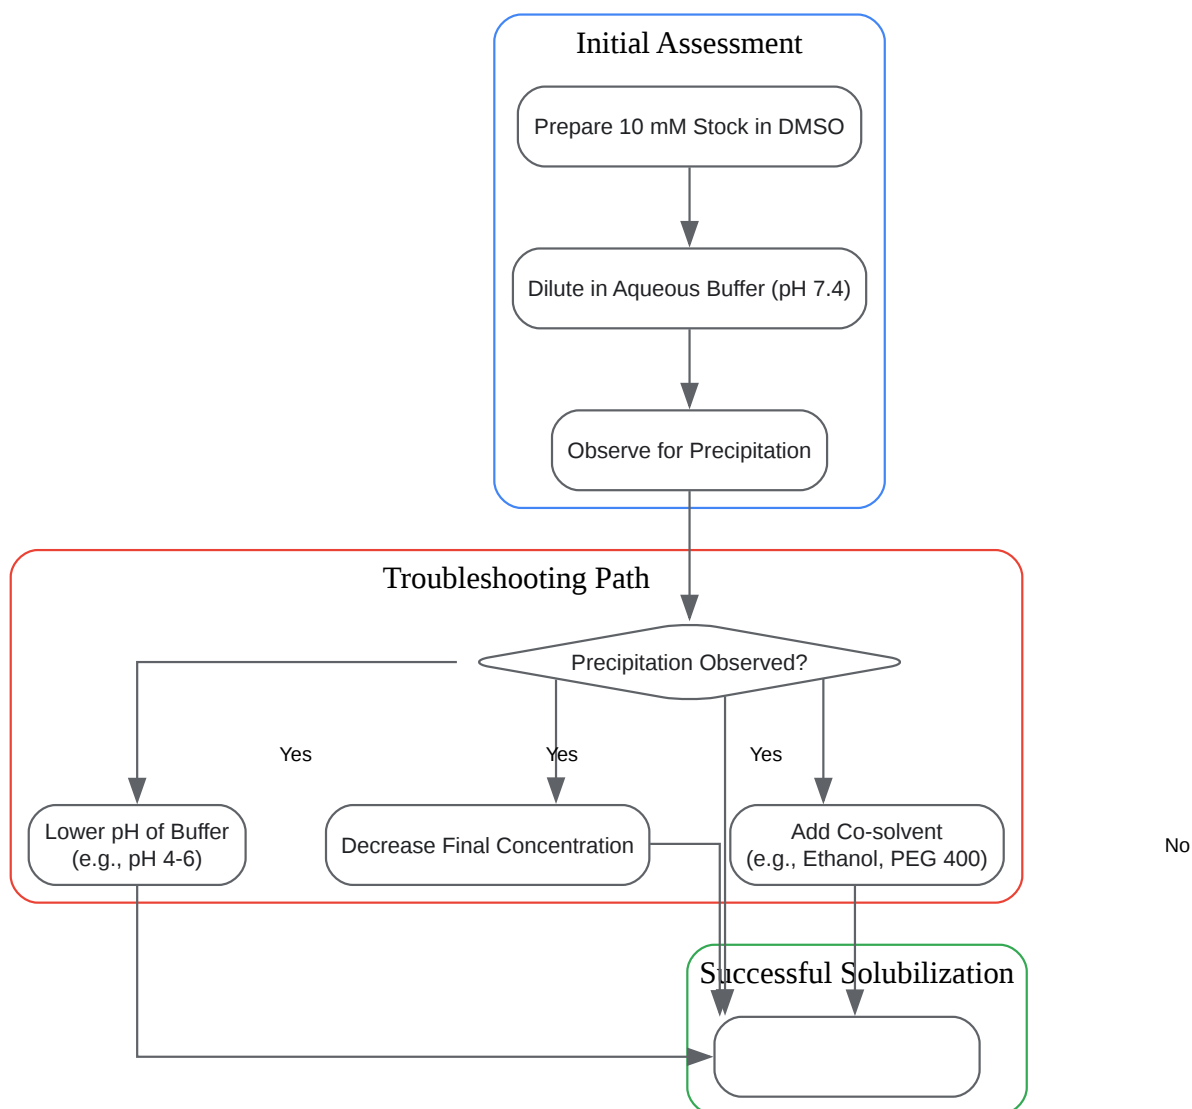 Initial Assessment
Prepare 10 mM Stock in DMSO
Dilute in Aqueous Buffer (pH 7.4)
Observe for Precipitation
Troubleshooting Path
Precipitation Observed?
Yes
Yes
Yes
Lower pH of Buffer
(e.g., pH 4-6)
Decrease Final Concentration
Add Co-solvent
(e.g., Ethanol, PEG 400)
No
Successful Solubilization